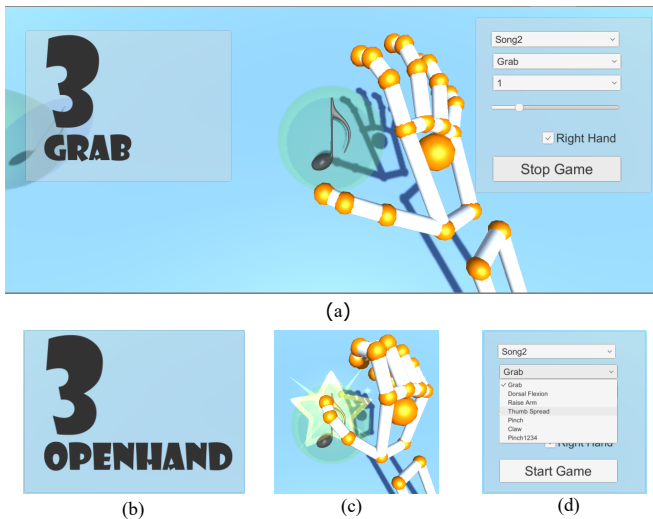 3
GRAB
Song2
Grab
1
Right Hand
Stop Game
(a)
3
OPENHAND
(b)
(c)
Song2
Grab
Grab
Dorsal Flexion
Raise Arm
Thumb Spread
Pinch
Claw
Pinch1234
Right Hand
Start Game
(d)